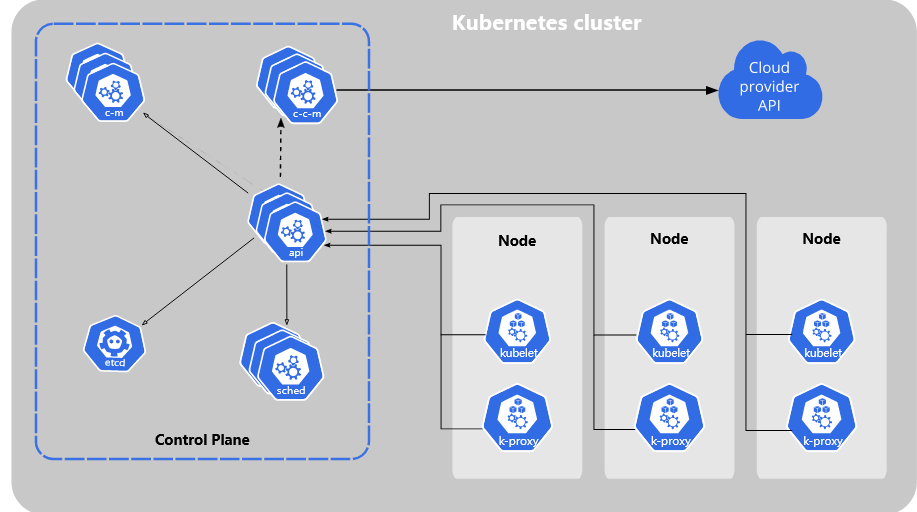 Kubernetes cluster
c-m
c-c-m
Cloud
provider
API
api
etcd
sched
Control Plane
Node
kubelet
k-proxy
Node
kubelet
k-proxy
Node
kubelet
k-proxy